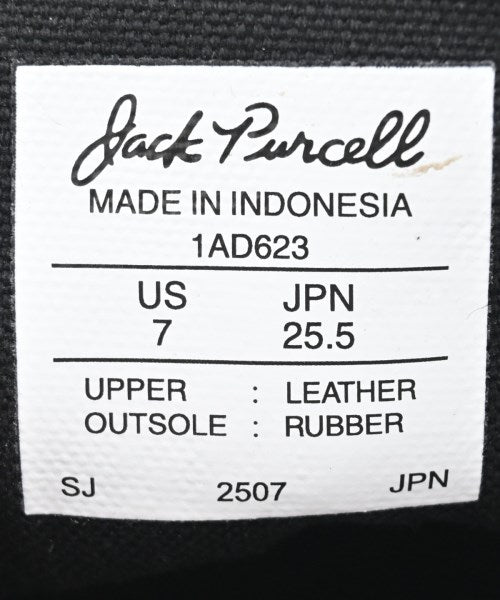 Jack Purcell
MADE IN INDONESIA
1AD623
US JPN
7 25.5
UPPER : LEATHER
OUTSOLE : RUBBER
SJ 2507 JPN